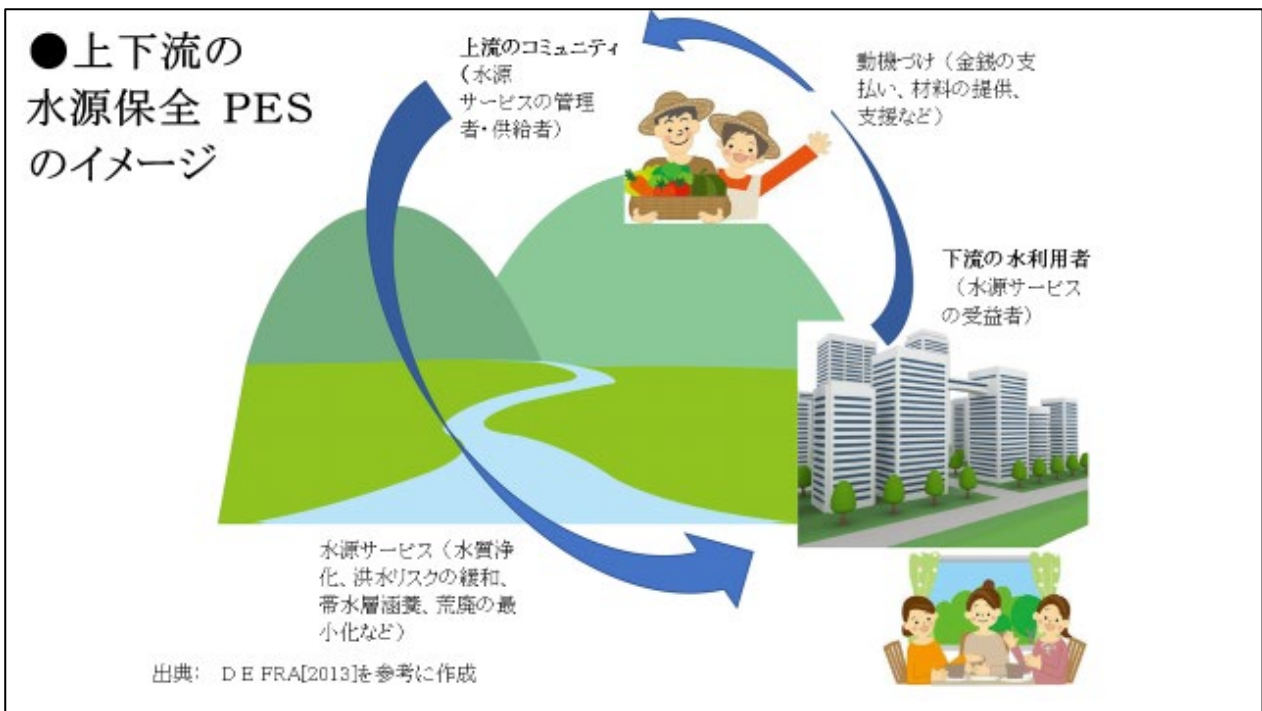 ●上下流の
水源保全 PES
のイメージ
上流のコミュニティ
（水源
サービスの管理
者・供給者）
動機づけ（金銭の支
払い、材料の提供、
支援など）
下流の水利用者
（水源サービス
の受益者）
水源サービス（水質浄
化、洪水リスクの緩和、
帯水層涵養、荒廃の最
小化など）
出典： D E FRA[2013]を参考に作成